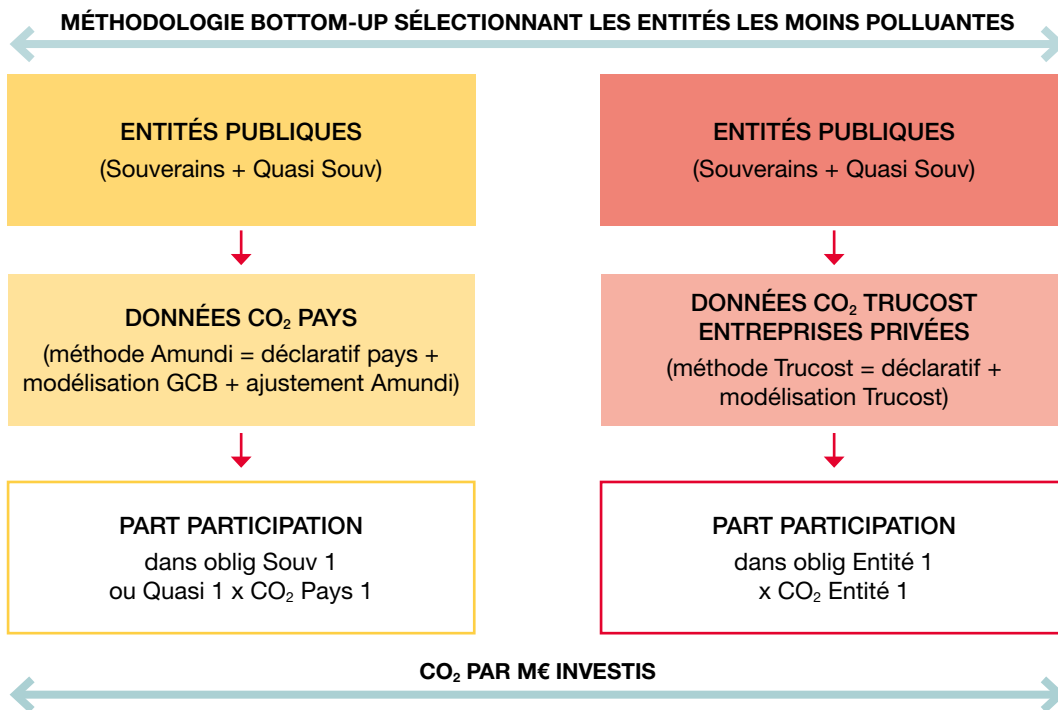 MÉTHODOLOGIE BOTTOM-UP SÉLECTIONNANT LES ENTITÉS LES MOINS POLLUANTES
ENTITÉS PUBLIQUES
(Souverains + Quasi Souv)
DONNÉES CO₂ PAYS
(méthode Amundi = déclaratif pays +
modélisation GCB + ajustement Amundi)
PART PARTICIPATION
dans oblig Souv 1
ou Quasi 1 x CO₂ Pays 1
ENTITÉS PUBLIQUES
(Souverains + Quasi Souv)
DONNÉES CO₂ TRUCOST
ENTREPRISES PRIVÉES
(méthode Trucost = déclaratif +
modélisation Trucost)
PART PARTICIPATION
dans oblig Entité 1
x CO₂ Entité 1
CO₂ PAR M€ INVESTIS